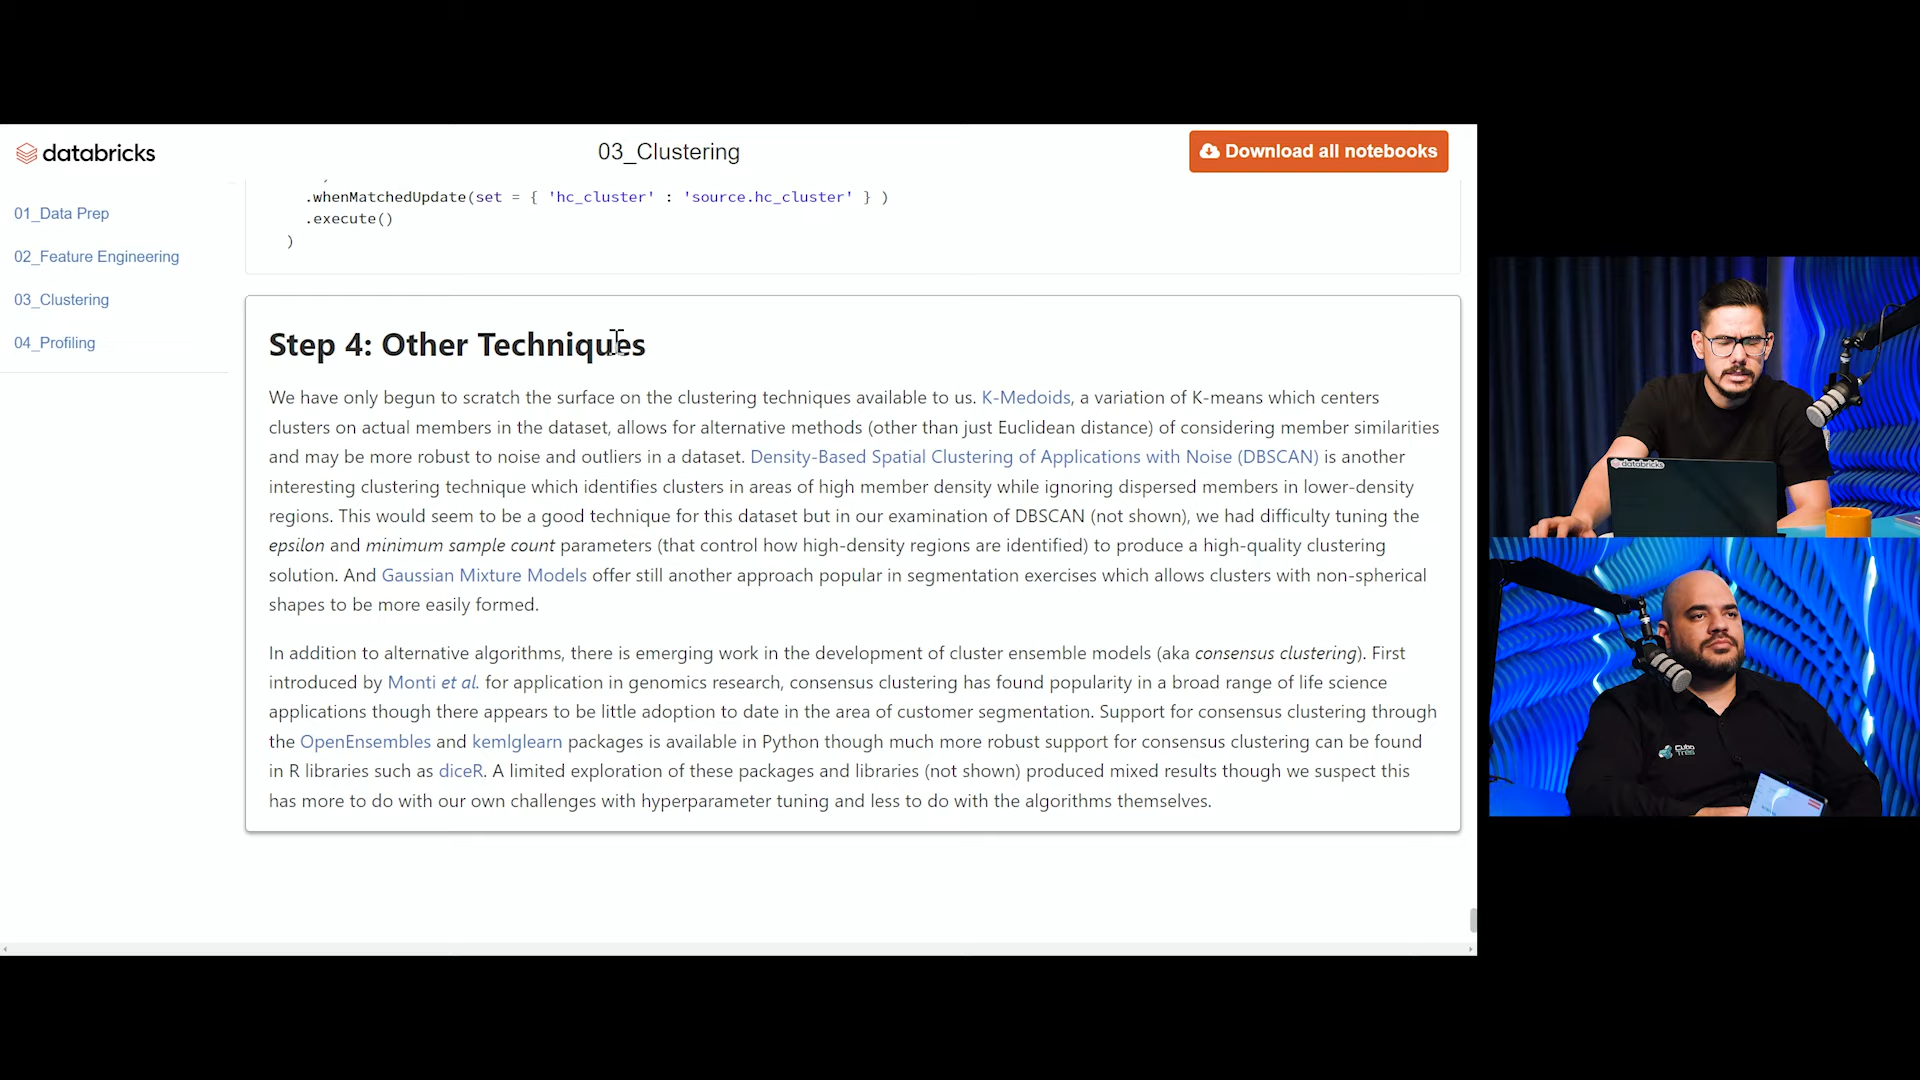 databricks
03_Clustering
Download all notebooks
01_Data Prep
02_Feature Engineering
03_Clustering
04_Profiling
.whenMatchedUpdate(set = { 'hc_cluster' : 'source.hc_cluster' } )
.execute()
)
Step 4: Other Techniques
We have only begun to scratch the surface on the clustering techniques available to us. K-Medoids, a variation of K-means which centers
clusters on actual members in the dataset, allows for alternative methods (other than just Euclidean distance) of considering member similarities
and may be more robust to noise and outliers in a dataset. Density-Based Spatial Clustering of Applications with Noise (DBSCAN) is another
interesting clustering technique which identifies clusters in areas of high member density while ignoring dispersed members in lower-density
regions. This would seem to be a good technique for this dataset but in our examination of DBSCAN (not shown), we had difficulty tuning the
epsilon and minimum sample count parameters (that control how high-density regions are identified) to produce a high-quality clustering
solution. And Gaussian Mixture Models offer still another approach popular in segmentation exercises which allows clusters with non-spherical
shapes to be more easily formed.
In addition to alternative algorithms, there is emerging work in the development of cluster ensemble models (aka consensus clustering). First
introduced by Monti et al. for application in genomics research, consensus clustering has found popularity in a broad range of life science
applications though there appears to be little adoption to date in the area of customer segmentation. Support for consensus clustering through
the OpenEnsembles and kemlglearn packages is available in Python though much more robust support for consensus clustering can be found
in R libraries such as diceR. A limited exploration of these packages and libraries (not shown) produced mixed results though we suspect this
has more to do with our own challenges with hyperparameter tuning and less to do with the algorithms themselves.
databricks
Cubo
Três